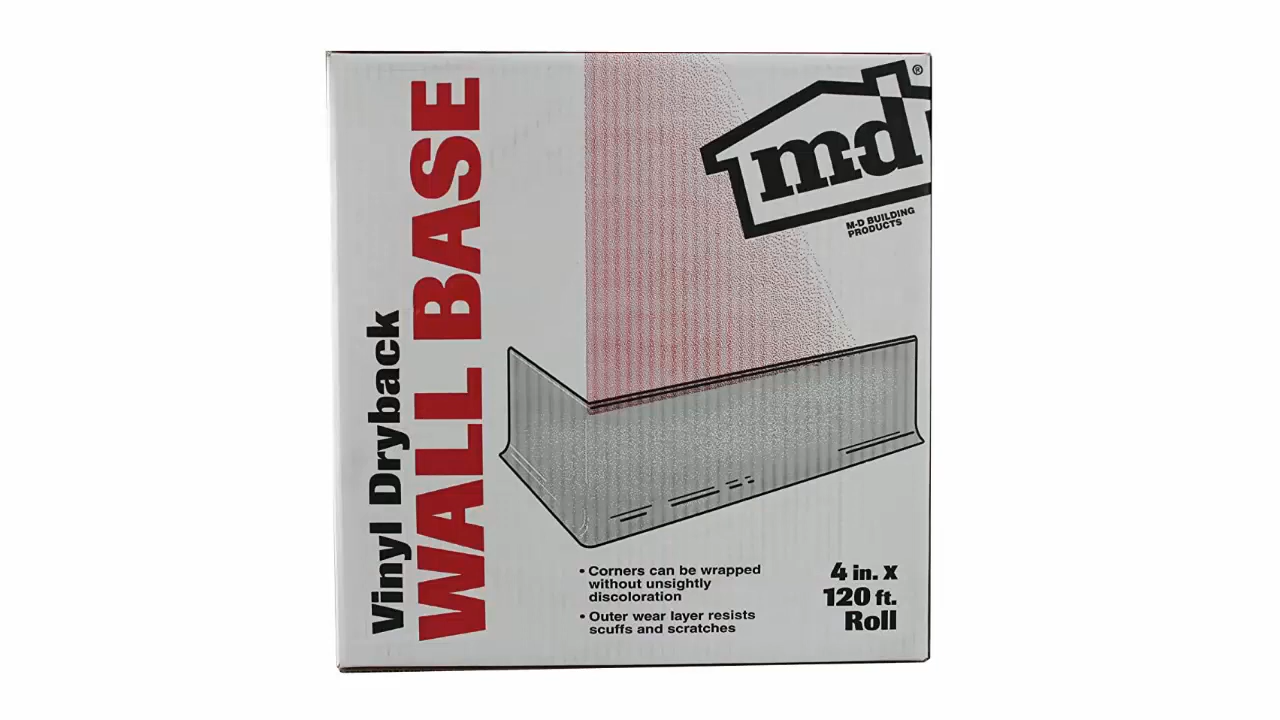 Vinyl Dryback
WALL BASE
m-d
®
M-D BUILDING
PRODUCTS
• Corners can be wrapped
without unsightly
discoloration
• Outer wear layer resists
scuffs and scratches
4 in. X
120 ft.
Roll